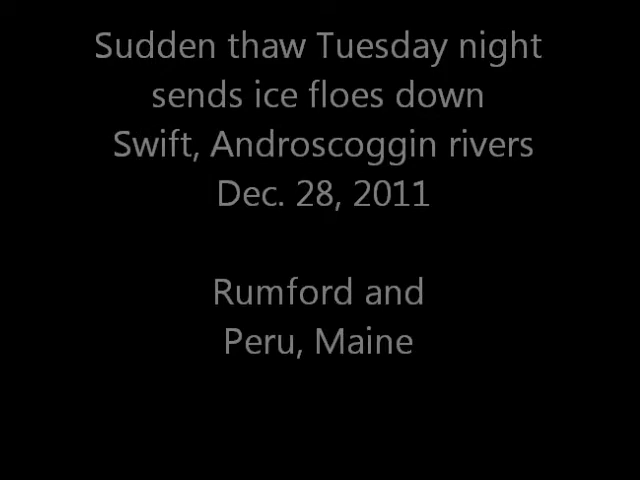 Sudden thaw Tuesday night
sends ice floes down
Swift, Androscoggin rivers
Dec. 28, 2011
Rumford and
Peru, Maine